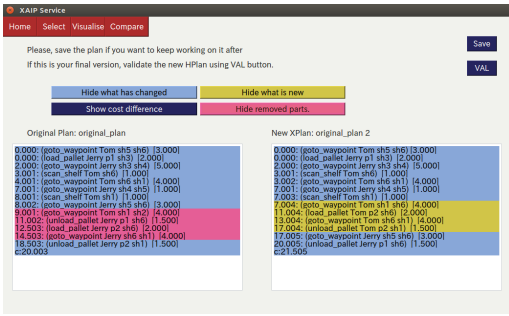 XAIP Service
Home Select Visualise Compare
Please, save the plan if you want to keep working on it after
If this is your final version, validate the new HPlan using VAL button.
Save
VAL
Hide what has changed
Hide what is new
Show cost difference
Hide removed parts.
Original Plan: original_plan
0.000: (goto_waypoint Tom sh5 sh6) [3.000]
0.000: (load_pallet Jerry p1 sh3) [2.000]
2.000: (goto_waypoint Jerry sh3 sh4) [5.000]
3.001: (scan_shelf Tom sh6) [1.000]
4.001: (goto_waypoint Tom sh6 sh1) [4.000]
7.001: (goto_waypoint Jerry sh4 sh5) [1.000]
8.001: (scan_shelf Tom sh1) [1.000]
8.002: (goto_waypoint Jerry sh5 sh6) [3.000]
9.001: (goto_waypoint Tom sh1 sh2) [4.000]
11.002: (unload_pallet Jerry p1 sh6) [1.500]
12.503: (load_pallet Jerry p2 sh6) [2.000]
14.503: (goto_waypoint Jerry sh6 sh1) [4.000]
18.503: (unload_pallet Jerry p2 sh1) [1.500]
c:20.003
New XPlan: original_plan 2
0.000: (goto_waypoint Tom sh5 sh6) [3.000]
0.000: (load_pallet Jerry p1 sh3) [2.000]
2.000: (goto_waypoint Jerry sh3 sh4) [5.000]
3.001: (scan_shelf Tom sh6) [1.000]
3.002: (goto_waypoint Tom sh6 sh1) [4.000]
7.001: (goto_waypoint Jerry sh4 sh5) [1.000]
7.003: (scan_shelf Tom sh1) [1.000]
7.004: (goto_waypoint Tom sh1 sh6) [4.000]
11.004: (load_pallet Tom p2 sh6) [2.000]
13.004: (goto_waypoint Tom sh6 sh1) [4.000]
17.004: (unload_pallet Tom p2 sh1) [1.500]
17.005: (goto_waypoint Jerry sh5 sh6) [3.000]
20.005: (unload_pallet Jerry p1 sh6) [1.500]
c:21.505